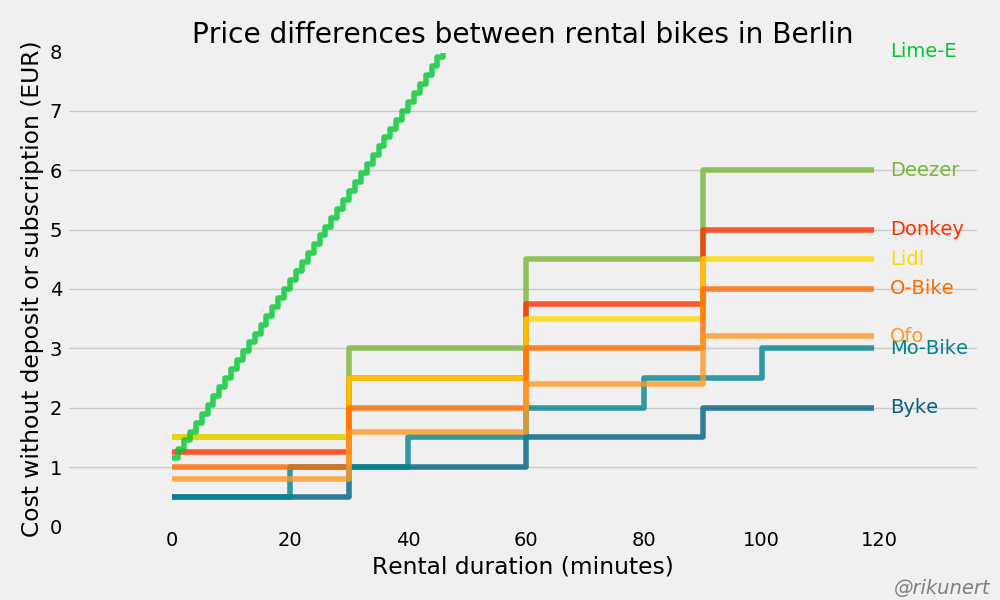 Price differences between rental bikes in Berlin
Cost without deposit or subscription (EUR)
8
7
6
5
4
3
2
1
0
Lime-E
Deezer
Donkey
Lidl
O-Bike
Ofo
Mo-Bike
Byke
0 20 40 60 80 100 120
Rental duration (minutes)
@rikunert